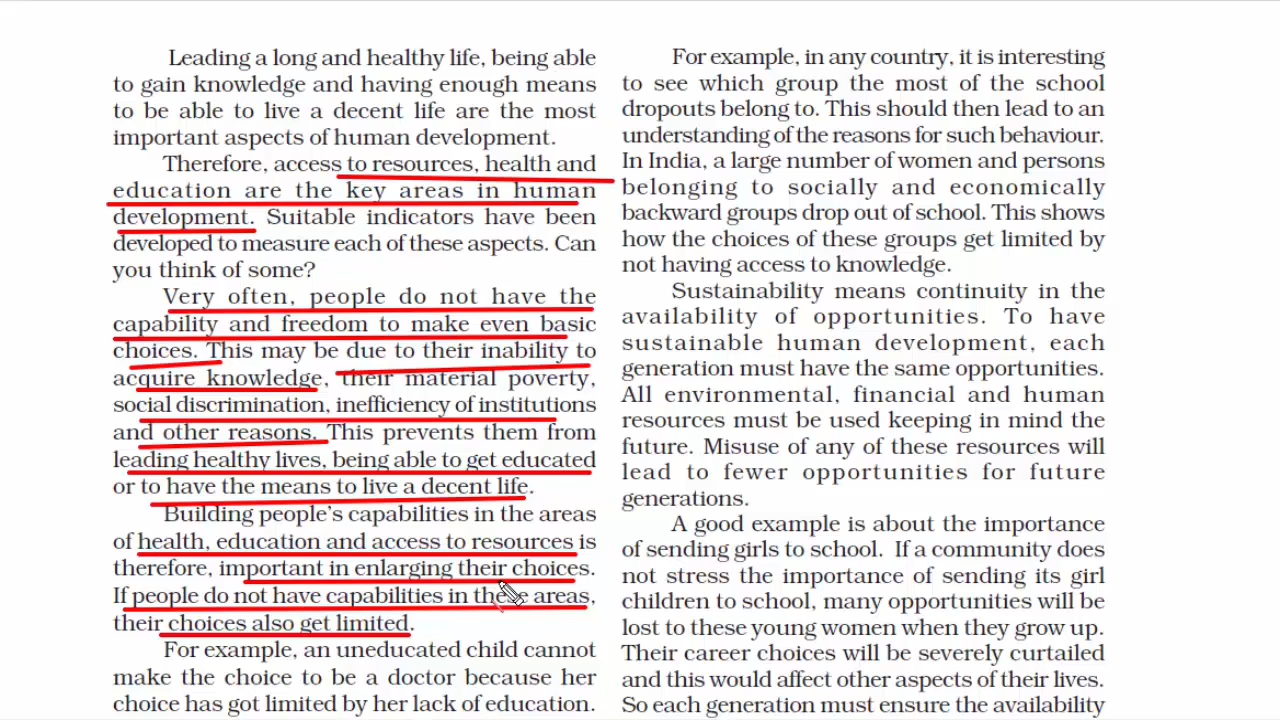 Leading a long and healthy life, being able
to gain knowledge and having enough means
to be able to live a decent life are the most
important aspects of human development.
Therefore, access to resources, health and
education are the key areas in human
development. Suitable indicators have been
developed to measure each of these aspects. Can
you think of some?
Very often, people do not have the
capability and freedom to make even basic
choices. This may be due to their inability to
acquire knowledge, their material poverty,
social discrimination, inefficiency of institutions
and other reasons. This prevents them from
leading healthy lives, being able to get educated
or to have the means to live a decent life.
Building people’s capabilities in the areas
of health, education and access to resources is
therefore, important in enlarging their choices.
If people do not have capabilities in these areas,
their choices also get limited.
For example, an uneducated child cannot
make the choice to be a doctor because her
choice has got limited by her lack of education.
For example, in any country, it is interesting
to see which group the most of the school
dropouts belong to. This should then lead to an
understanding of the reasons for such behaviour.
In India, a large number of women and persons
belonging to socially and economically
backward groups drop out of school. This shows
how the choices of these groups get limited by
not having access to knowledge.
Sustainability means continuity in the
availability of opportunities. To have
sustainable human development, each
generation must have the same opportunities.
All environmental, financial and human
resources must be used keeping in mind the
future. Misuse of any of these resources will
lead to fewer opportunities for future
generations.
A good example is about the importance
of sending girls to school. If a community does
not stress the importance of sending its girl
children to school, many opportunities will be
lost to these young women when they grow up.
Their career choices will be severely curtailed
and this would affect other aspects of their lives.
So each generation must ensure the availability